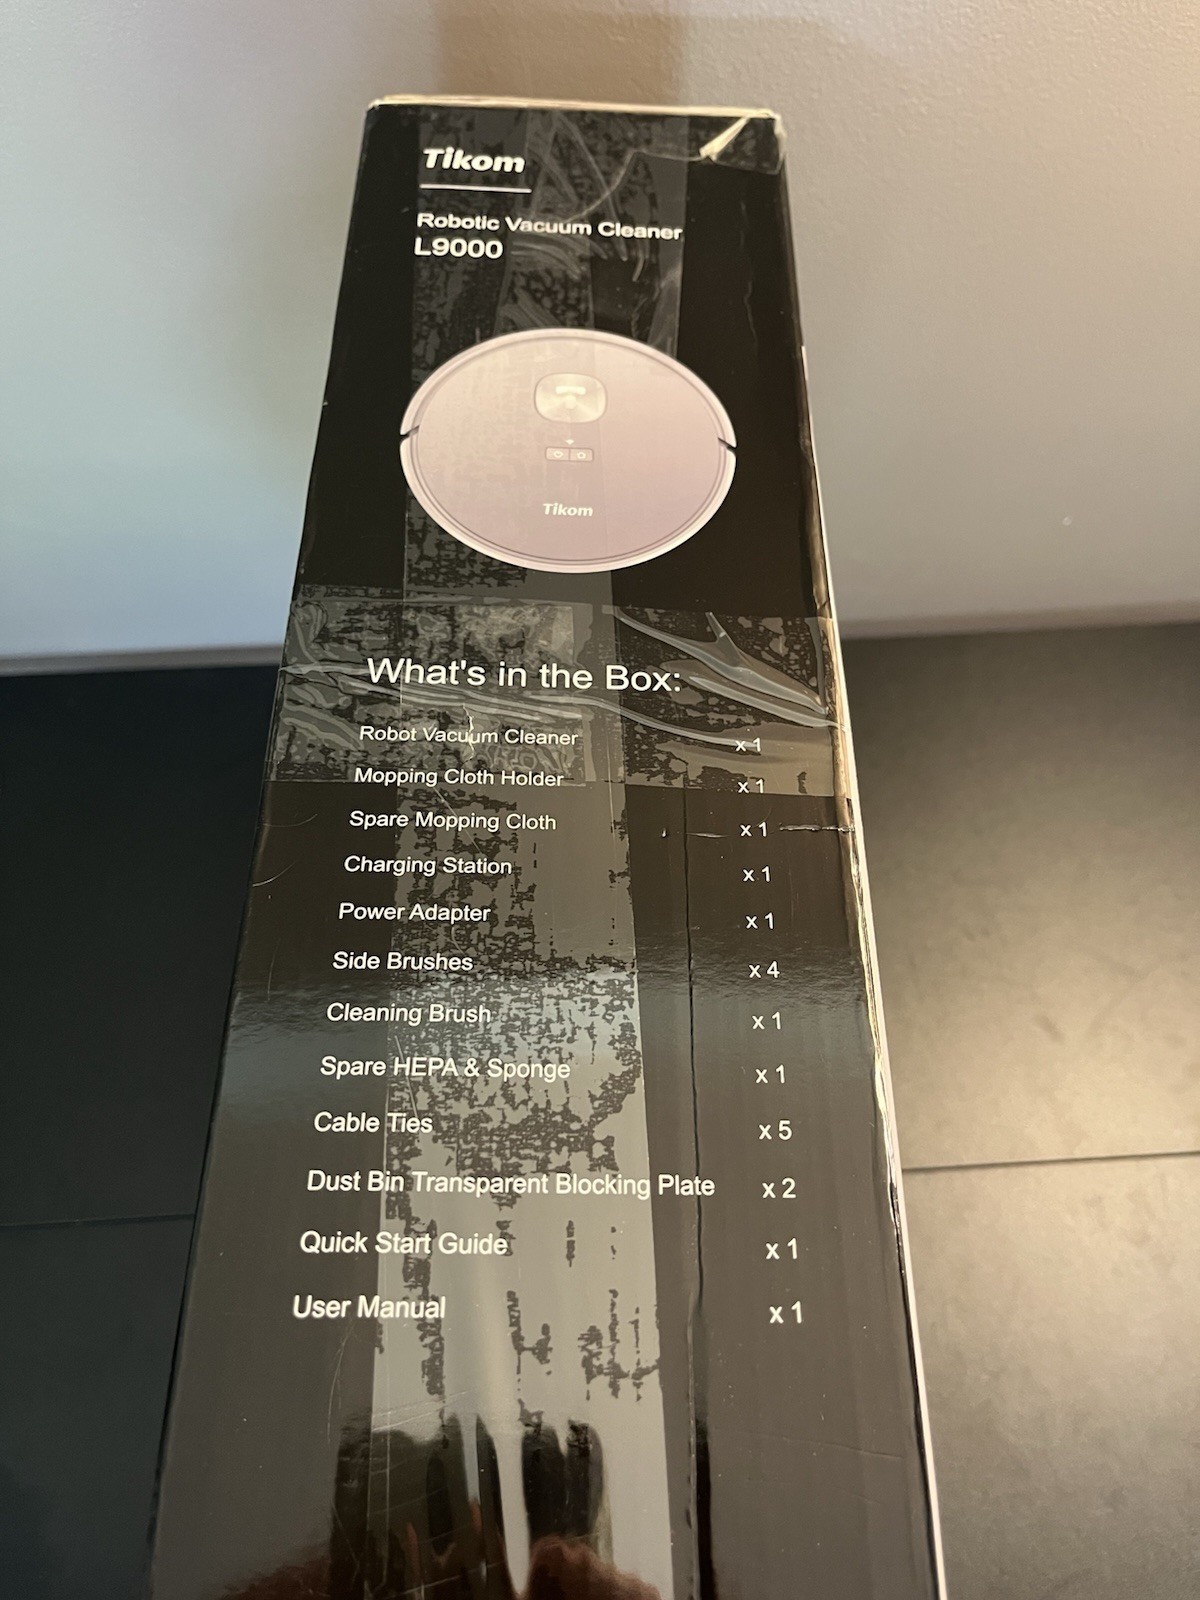 Tikom
Robotic Vacuum Cleaner
L9000
Tikom
What's in the Box:
Robot Vacuum Cleaner x 1
Mopping Cloth Holder x 1
Spare Mopping Cloth x 1
Charging Station x 1
Power Adapter x 1
Side Brushes x 4
Cleaning Brush x 1
Spare HEPA & Sponge x 1
Cable Ties x 5
Dust Bin Transparent Blocking Plate x 2
Quick Start Guide x 1
User Manual x 1